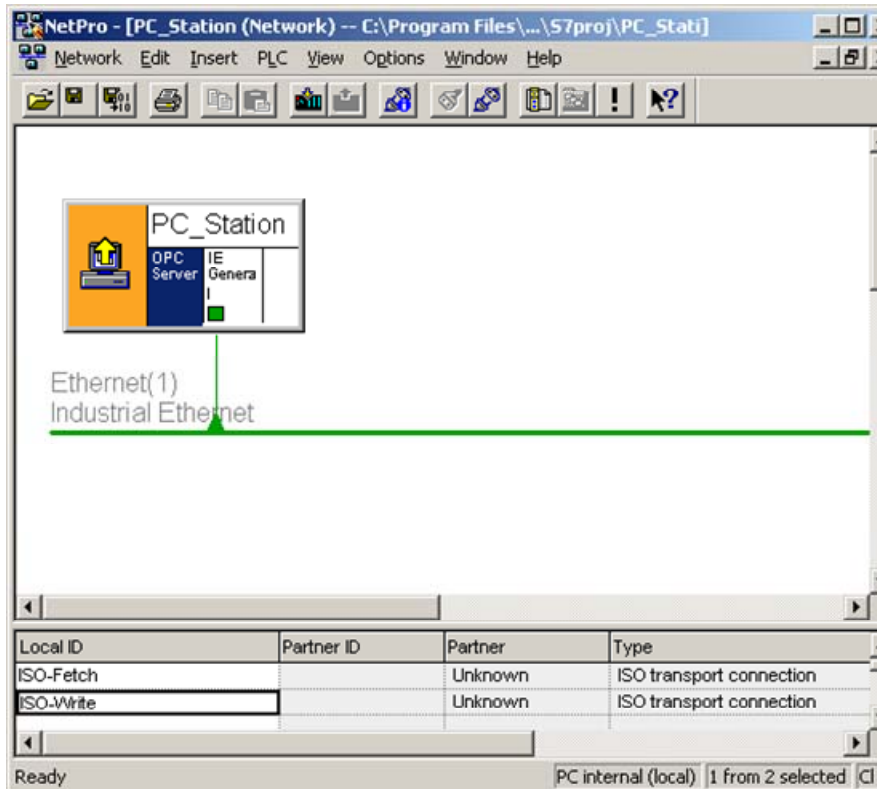 NetPro - [PC_Station (Network) -- C:\Program Files\...\S7proj\PC_Stati]
Network Edit Insert PLC View Options Window Help
PC_Station
OPC Server
IE Genera l
Ethernet(1)
Industrial Ethernet
Local ID Partner ID Partner Type
ISO-Fetch Unknown ISO transport connection
ISO-Write Unknown ISO transport connection
Ready PC internal (local) 1 from 2 selected Cl